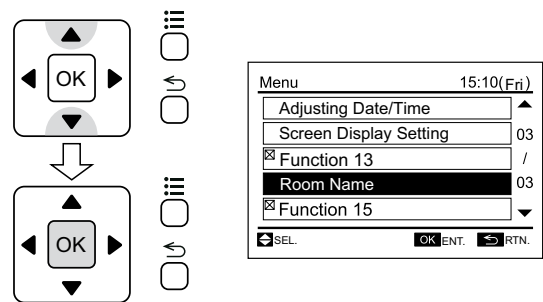 OK
OK
Menu 15:10(Fri)
Adjusting Date/Time
Screen Display Setting 03
Function 13 /
Room Name 03
Function 15
SEL. OK ENT. RTN.